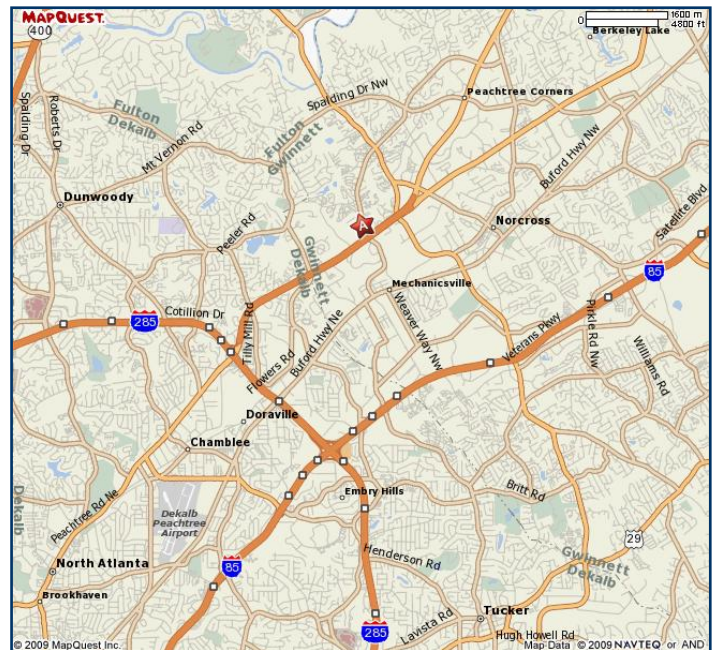 MAPQUEST.
400
0 1600 m
4800 ft
Berkeley Lake
Peachtree Corners
Spalding Dr Nw
Spalding Dr
Roberts Dr
Fulton
Dekalb
Mt Vernon Rd
Fulton
Gwinnett
Buford Hwy Nw
Dunwoody
Peeler Rd
A
Norcross
Satellite Blvd
Gwinnett
Dekalb
85
Mechanicsville
Cotillion Dr
285
Tilly Mill Rd
Weaver Way Nw
Veterans Pkwy
Pirkle Rd Nw
Williams Rd
Flowers Rd
Buford Hwy Ne
Doraville
Chamblee
Embry Hills
Britt Rd
Dekalb
Peachtree
Airport
Dekalb
Peachtree Rd Ne
29
Gwinnett
Dekalb
North Atlanta
85
Henderson Rd
Brookhaven
Tucker
285
Lavista Rd
Hugh Howell Rd
© 2009 MapQuest Inc.
Map Data © 2009 NAVTEQ or AND